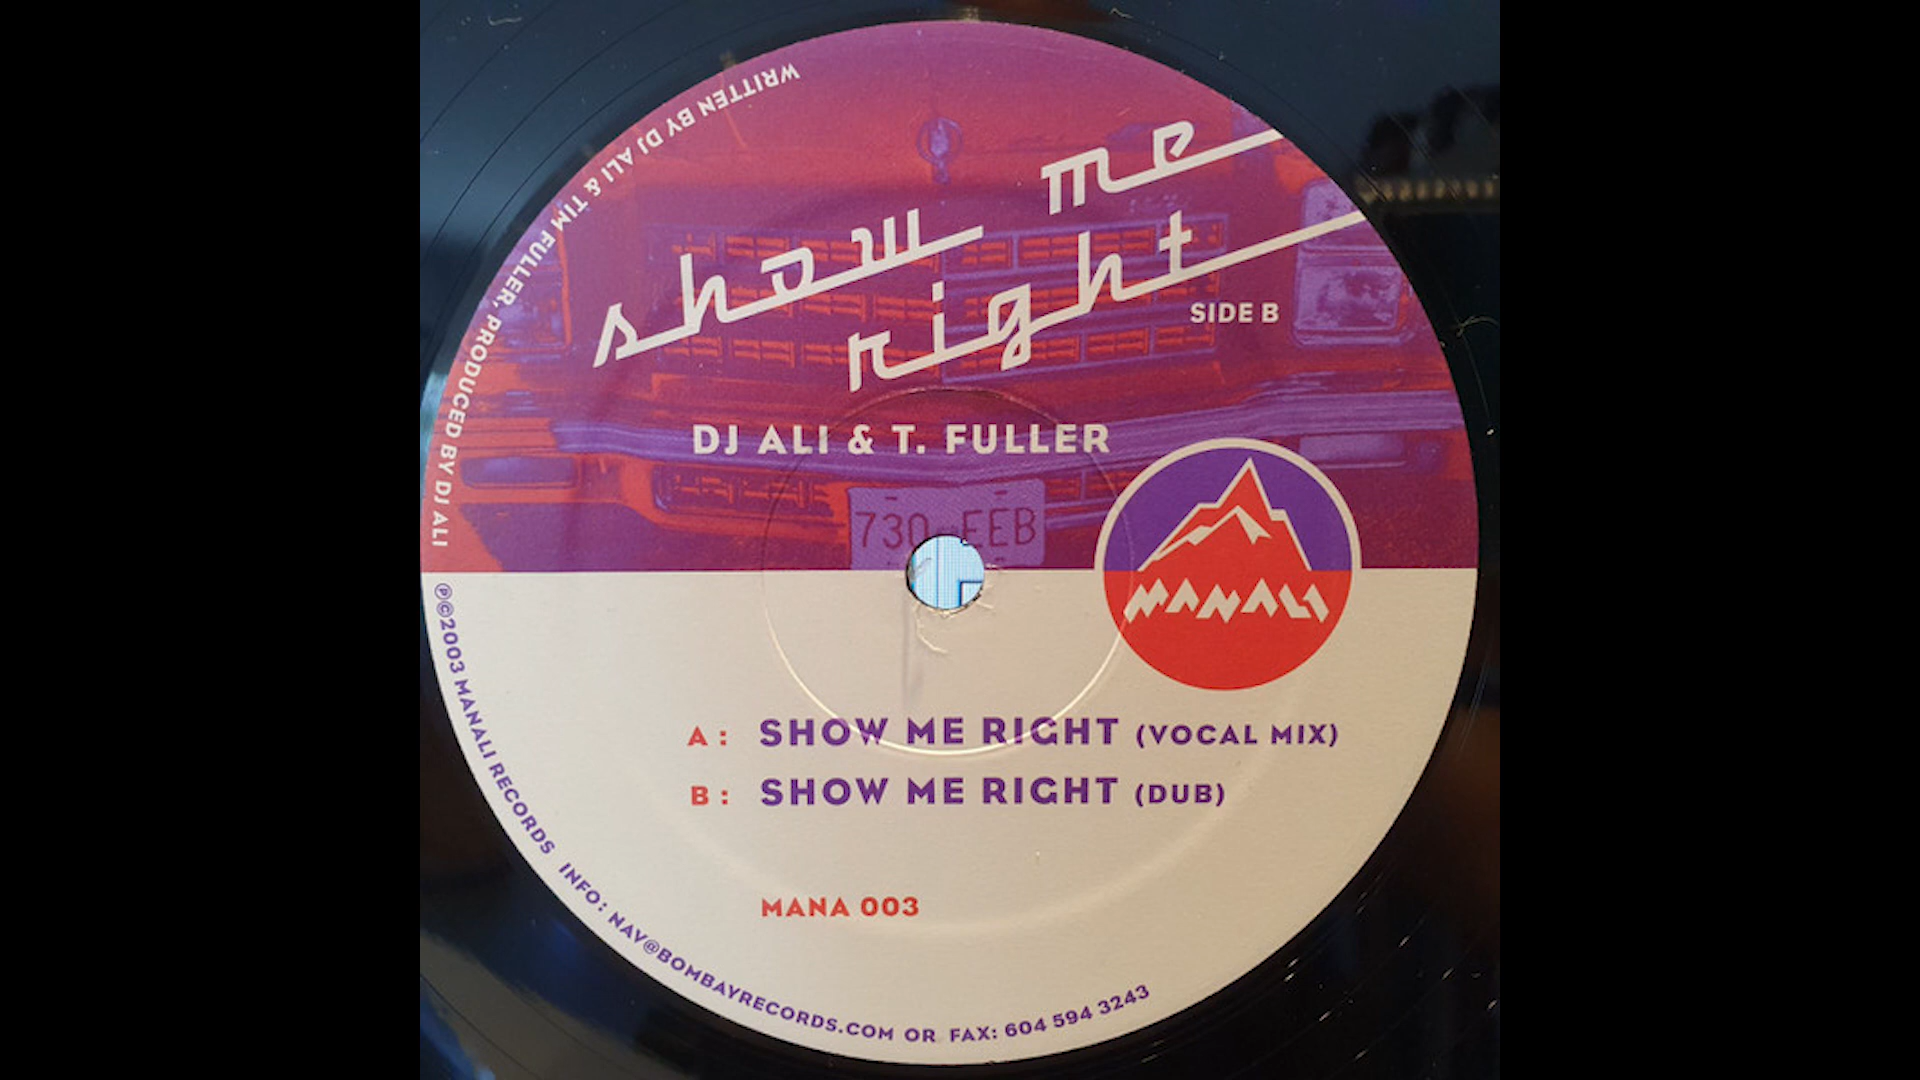 show me
right
SIDE B
DJ ALI & T. FULLER
730 EEB
MANALI
A: SHOW ME RIGHT (VOCAL MIX)
B: SHOW ME RIGHT (DUB)
MANA 003
WRITTEN BY DJ ALI & TIM FULLER, PRODUCED BY DJ ALI
℗©2003 MANALI RECORDS INFO: NAV@BOMBAYRECORDS.COM OR FAX: 604 594 3243